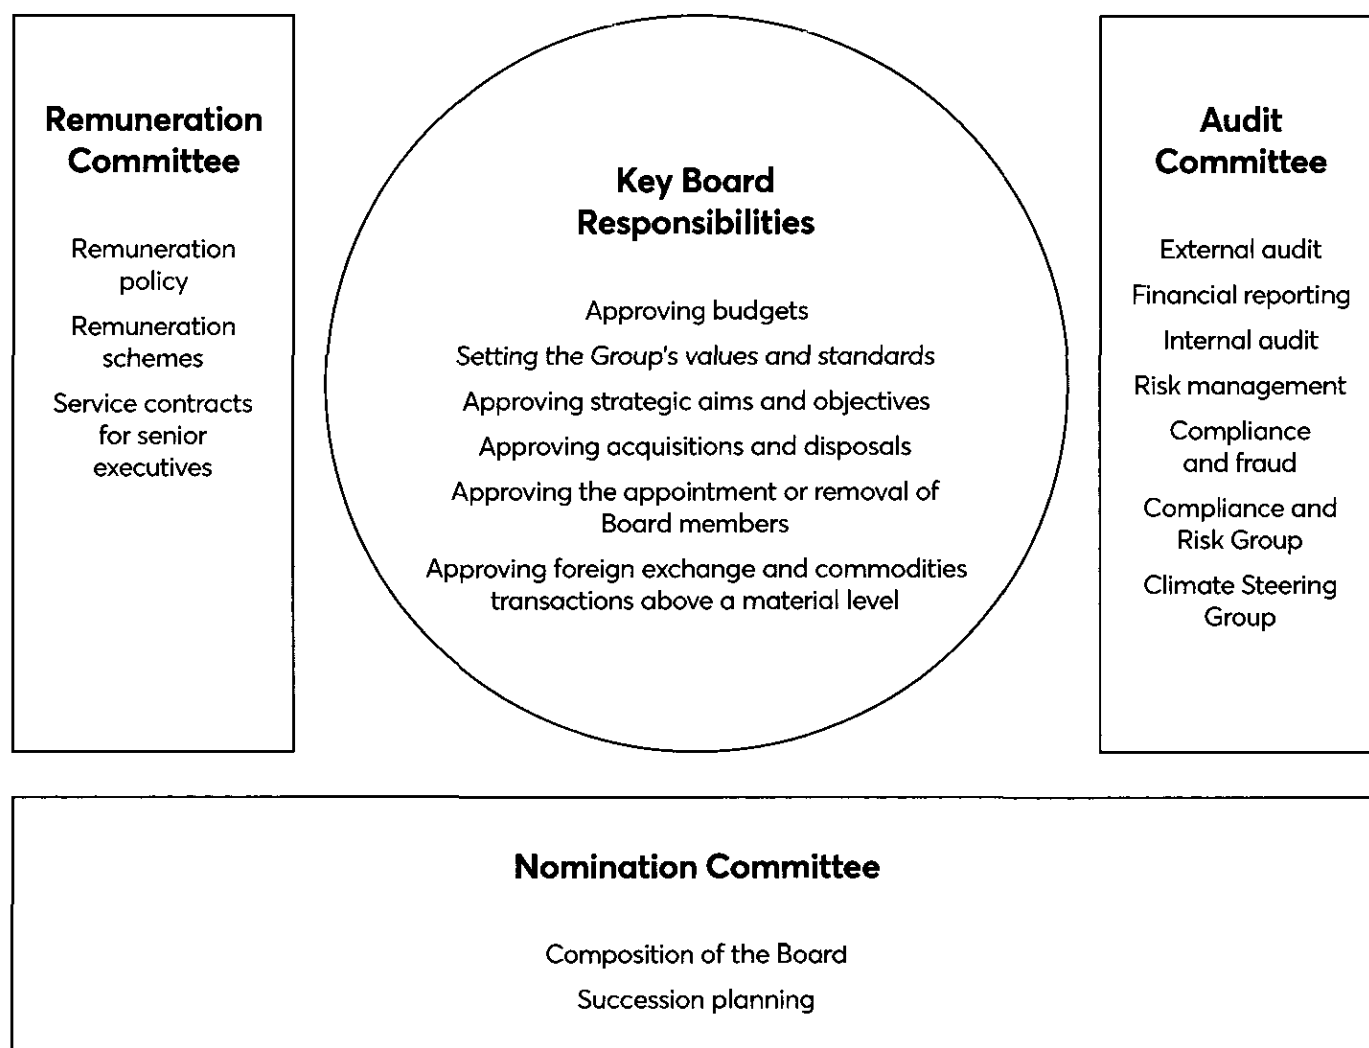 Remuneration
Committee
Remuneration
policy
Remuneration
schemes
Service contracts
for senior
executives
Key Board
Responsibilities
Approving budgets
Setting the Group's values and standards
Approving strategic aims and objectives
Approving acquisitions and disposals
Approving the appointment or removal of
Board members
Approving foreign exchange and commodities
transactions above a material level
Audit
Committee
External audit
Financial reporting
Internal audit
Risk management
Compliance
and fraud
Compliance and
Risk Group
Climate Steering
Group
Nomination Committee
Composition of the Board
Succession planning